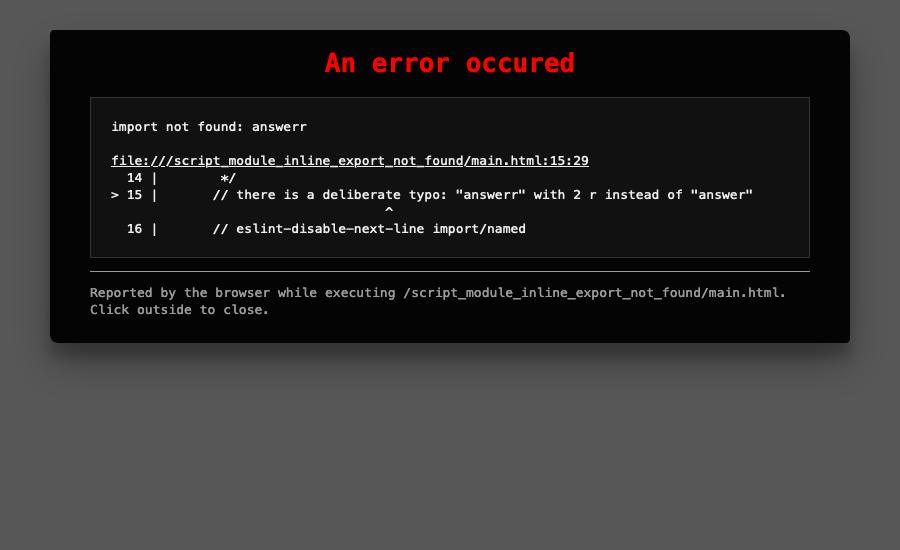 An error occured
import not found: answerr
file:///script_module_inline_export_not_found/main.html:15:29
  14 |        */
> 15 |       // there is a deliberate typo: "answerr" with 2 r instead of "answer"
                                   ^
  16 |       // eslint-disable-next-line import/named
Reported by the browser while executing /script_module_inline_export_not_found/main.html.
Click outside to close.